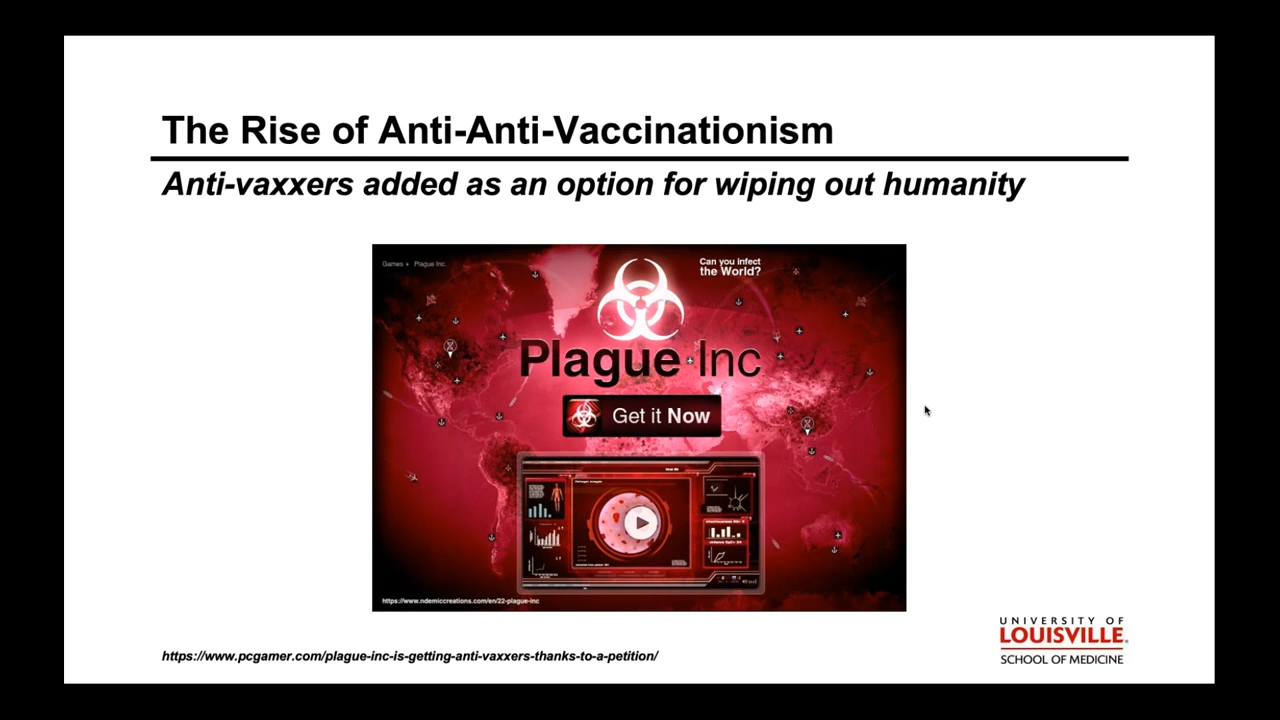 The Rise of Anti-Anti-Vaccinationism
Anti-vaxxers added as an option for wiping out humanity
Games Plague Inc.
Can you infect
the World?
Plague Inc
Get it Now
https://www.ndemiccreations.com/en/22-plague-inc
UNIVERSITY OF
LOUISVILLE.
SCHOOL OF MEDICINE
https://www.pcgamer.com/plague-inc-is-getting-anti-vaxxers-thanks-to-a-petition/